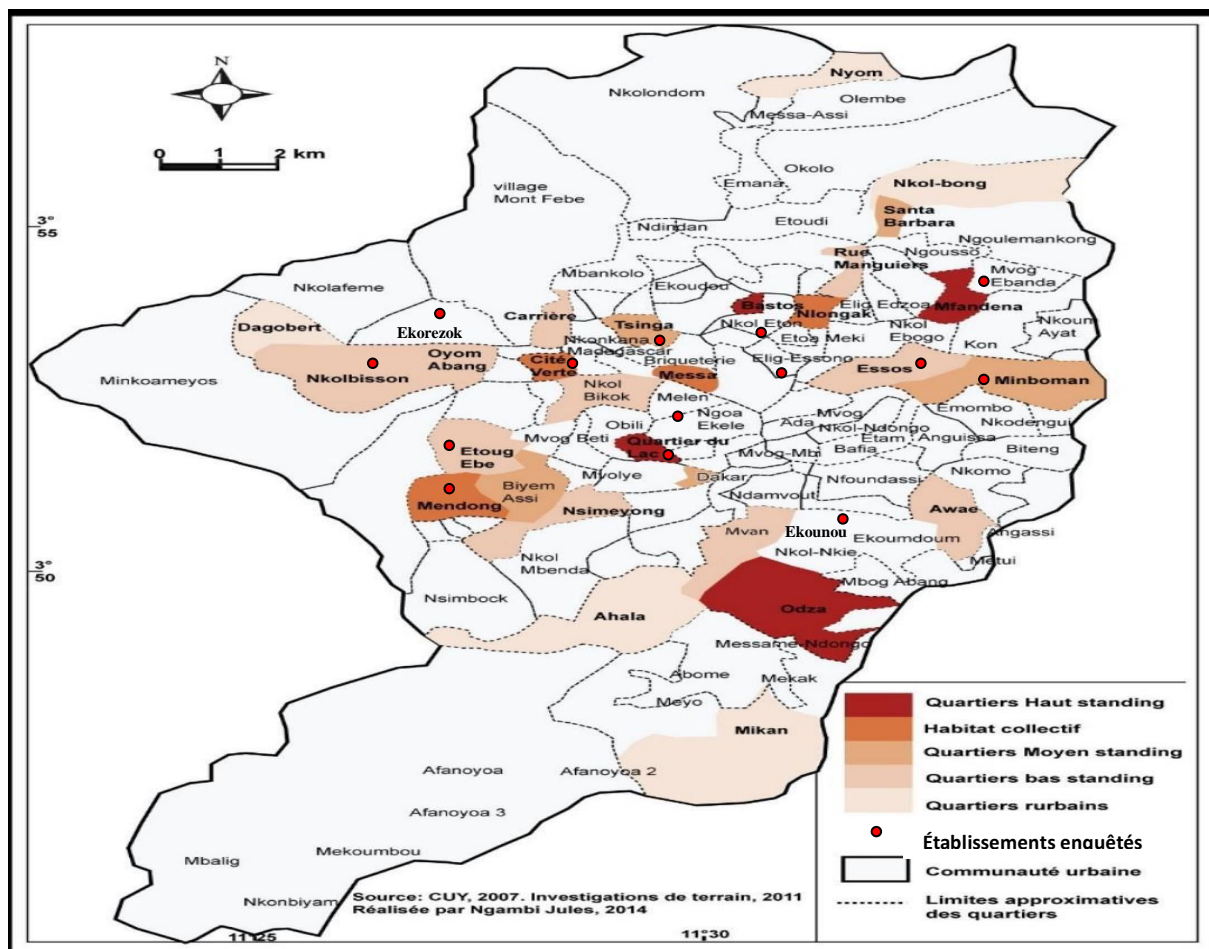 N
0 1 2 km
3°
55
3°
50
11°25
11°30
Nyom
Nkolondom
Olembe
Messa-Assi
Okolo
Emana
Nkol-bong
village
Mont Febe
Santa
Barbara
Etoudi
Ndindan
Ngoulemankong
Rue
Manguiers
Ngousso
Mvog
Ebanda
Mbankolo
Ekoudou
Nkolafeme
Bastos
Nlongak
Elig Edzoa
Mfandena
Ekorezok
Carrière
Tsinga
Nkol Eton
Nkoum
Ayat
Dagobert
Nkonkana
Madagascar
Etoa Meki
Nkol
Ebogo
Kon
Oyom
Abang
Cité
Verte
Briqueterie
Elig-Essono
Essos
Minkoameyos
Nkolbisson
Messa
Minboman
Nkol
Bikok
Melen
Emombo
Obili
Ngoa
Ekele
Ada
Mvog
Nkol-Ndongo
Nkodengui
Mvog Beti
Quartier du
Lac
Etam
Bafia
Anguissa
Biteng
Etoug
Ebe
Mvog-Mbi
Mvolye
Dakar
Nfoundassi
Nkomo
Biyem
Assi
Ndamvout
Mendong
Nsimeyong
Awae
Mvan
Ekounou
Ekoumdoum
Angassi
Nkol-Nkie
Metui
Nkol
Mbenda
Mbog Abang
Nsimbock
Ahala
Odza
Messame-Ndongo
Abome
Mekak
Meyo
Mikan
Afanoyoa
Afanoyoa 2
Afanoyoa 3
Mekoumbou
Mbalig
Nkonbiyam
Quartiers Haut standing
Habitat collectif
Quartiers Moyen standing
Quartiers bas standing
Quartiers rurbains
Établissements enquêtés
Communauté urbaine
Limites approximatives
des quartiers
Source: CUY, 2007. Investigations de terrain, 2011
Réalisée par Ngambi Jules, 2014